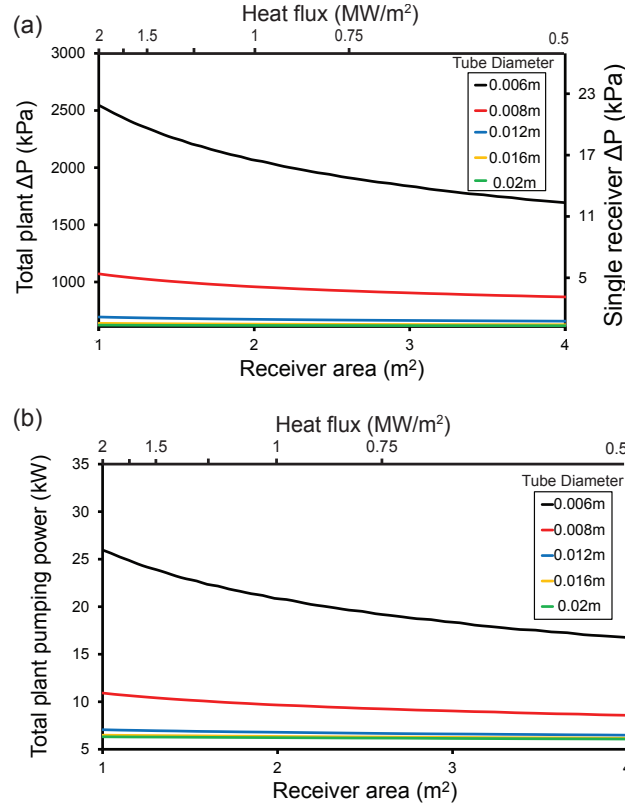 (a)
Heat flux (MW/m²)
2 1.5 1 0.75 0.5
Total plant ΔP (kPa)
3000
2500
2000
1500
1000
Single receiver ΔP (kPa)
23
17
11
5
Tube Diameter
0.006m
0.008m
0.012m
0.016m
0.02m
1 2 3 4
Receiver area (m²)
(b)
Heat flux (MW/m²)
2 1.5 1 0.75 0.5
Total plant pumping power (kW)
35
30
25
20
15
10
5
Tube Diameter
0.006m
0.008m
0.012m
0.016m
0.02m
1 2 3 4
Receiver area (m²)